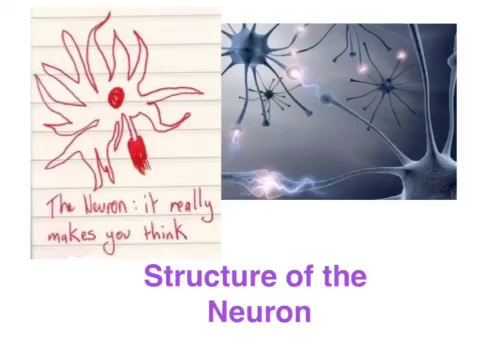 The Neuron: it really
makes you think
Structure of the
Neuron